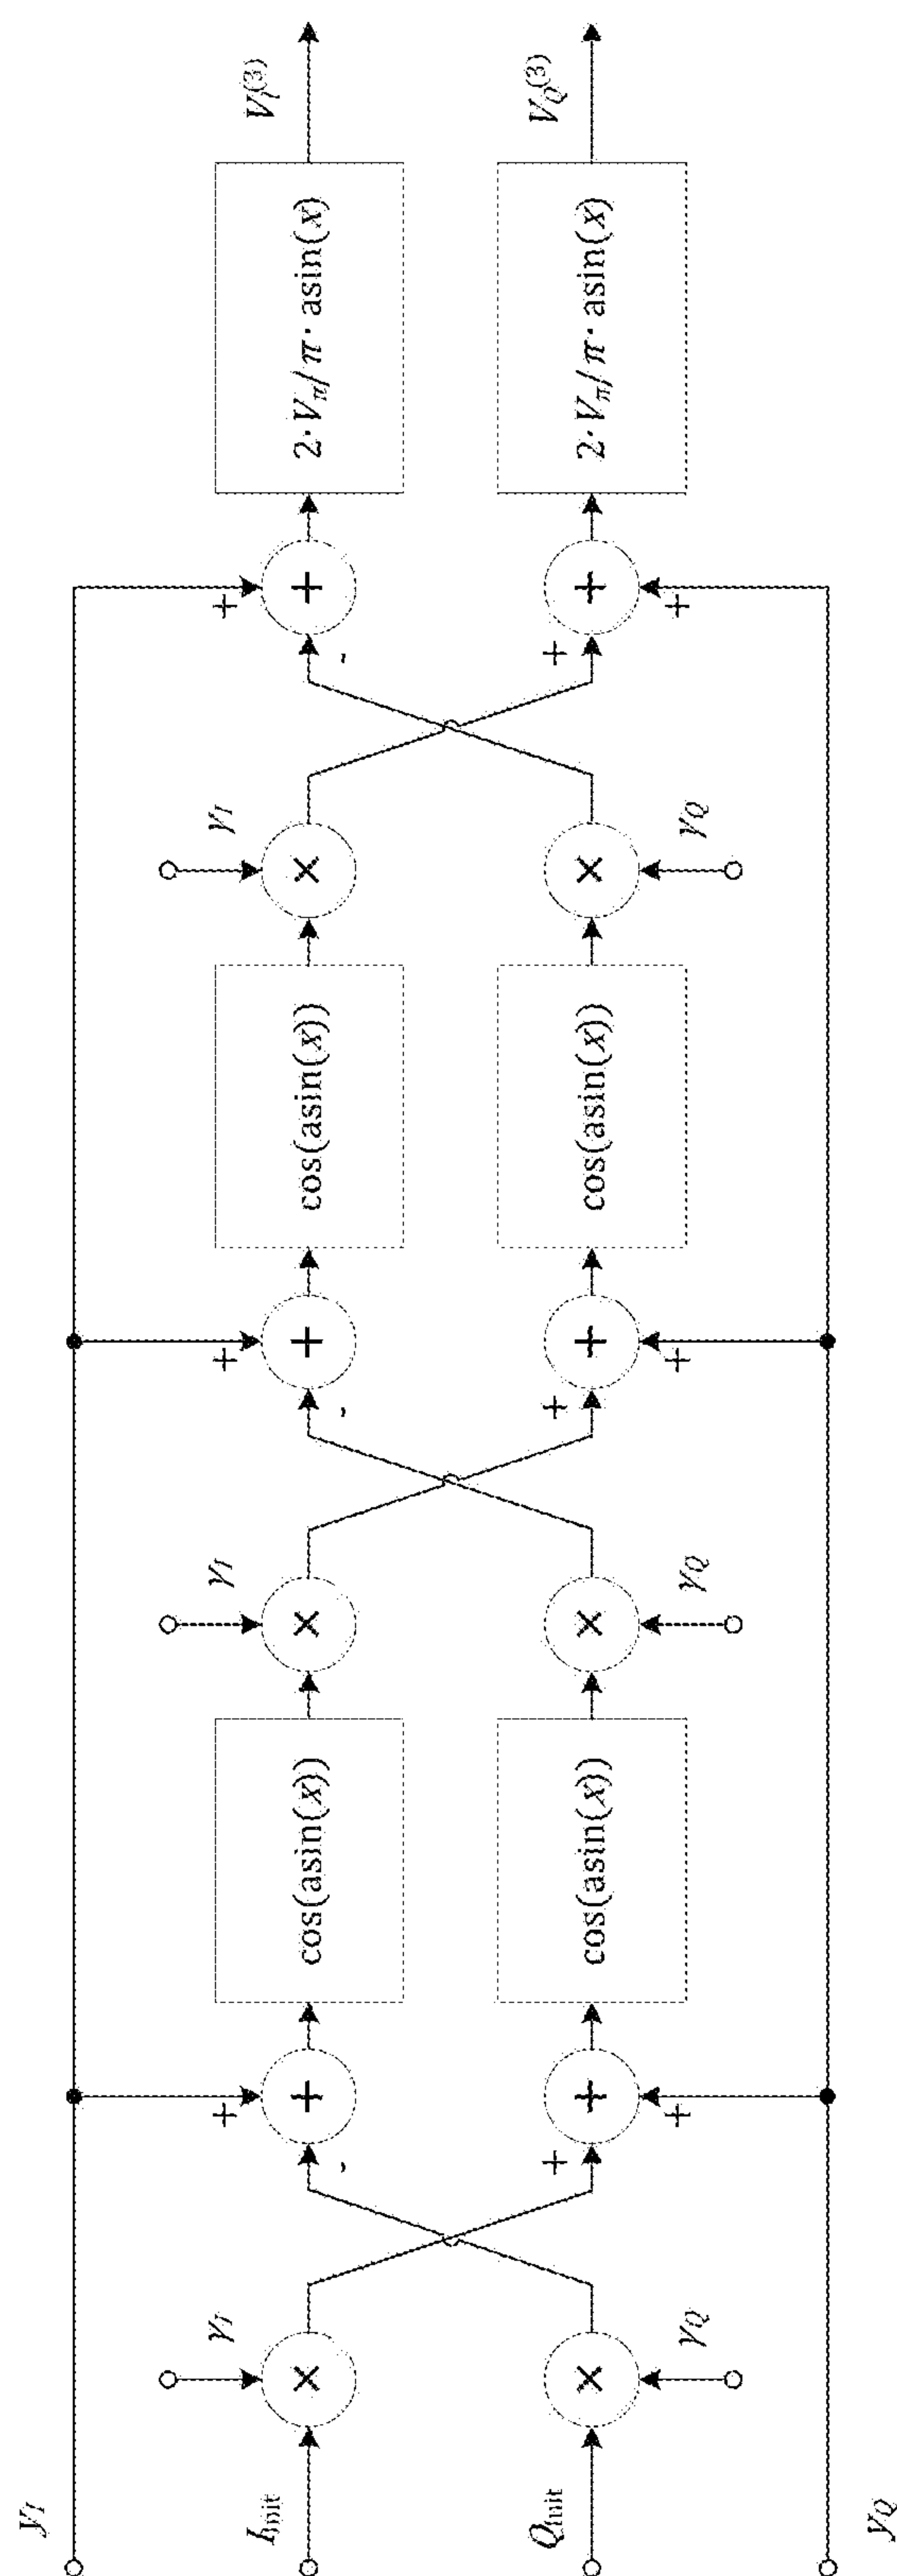 y_I
γ_I
γ_I
γ_I
+
+
+
I_init
×
+
cos(asin(x))
×
+
cos(asin(x))
×
+
2·V_π/π· asin(x)
V_I^(3)
-
-
-
+
+
+
Q_init
×
+
cos(asin(x))
×
+
cos(asin(x))
×
+
2·V_π/π· asin(x)
V_Q^(3)
+
+
+
γ_Q
γ_Q
γ_Q
y_Q